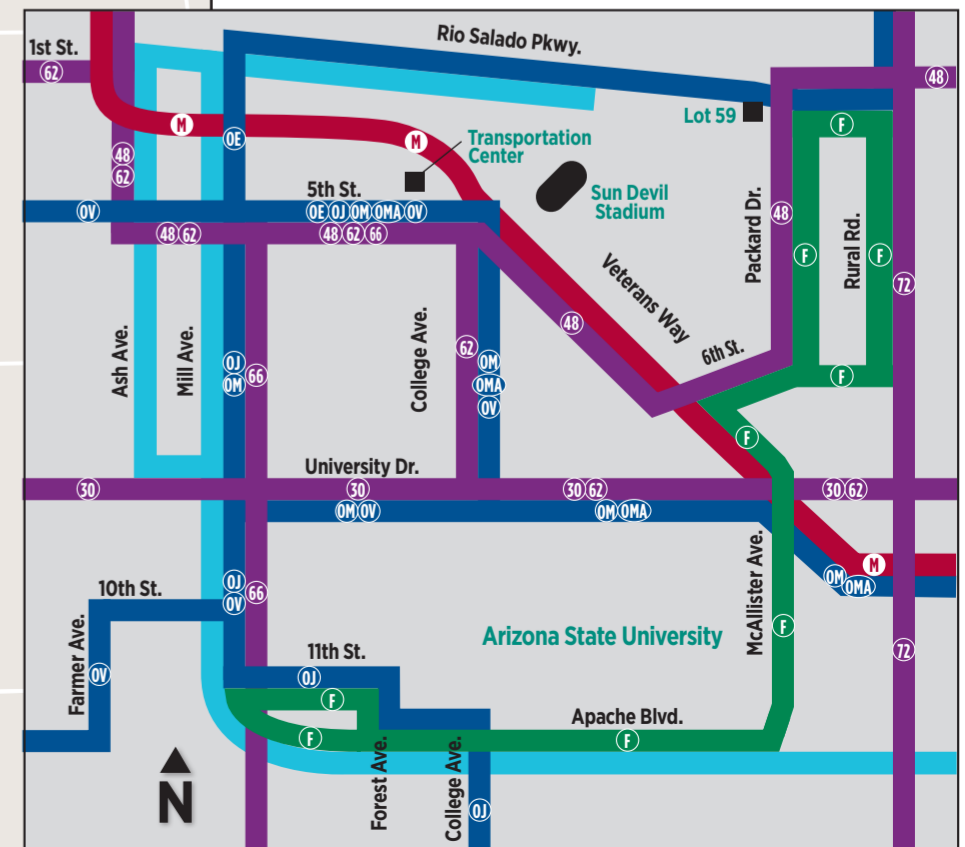 Rio Salado Pkwy.
1st St.
62
48
M
Lot 59
F
OE
M
Transportation
Center
48
62
5th St.
Sun Devil
Stadium
OV
OE OJ OM OMA OV
48
48 62
48 62 66
Packard Dr.
F
Rural Rd.
F
72
Veterans Way
48
6th St.
Ash Ave.
Mill Ave.
OJ
OM
66
College Ave.
62
OM
OMA
OV
F
F
University Dr.
30
30
30 62
30 62
OM OV
OM OMA
McAllister Ave.
M
OM
OMA
10th St.
OJ
OV
66
Farmer Ave.
OV
Arizona State University
F
72
11th St.
OJ
F
F
Apache Blvd.
F
Forest Ave.
College Ave.
OJ
N